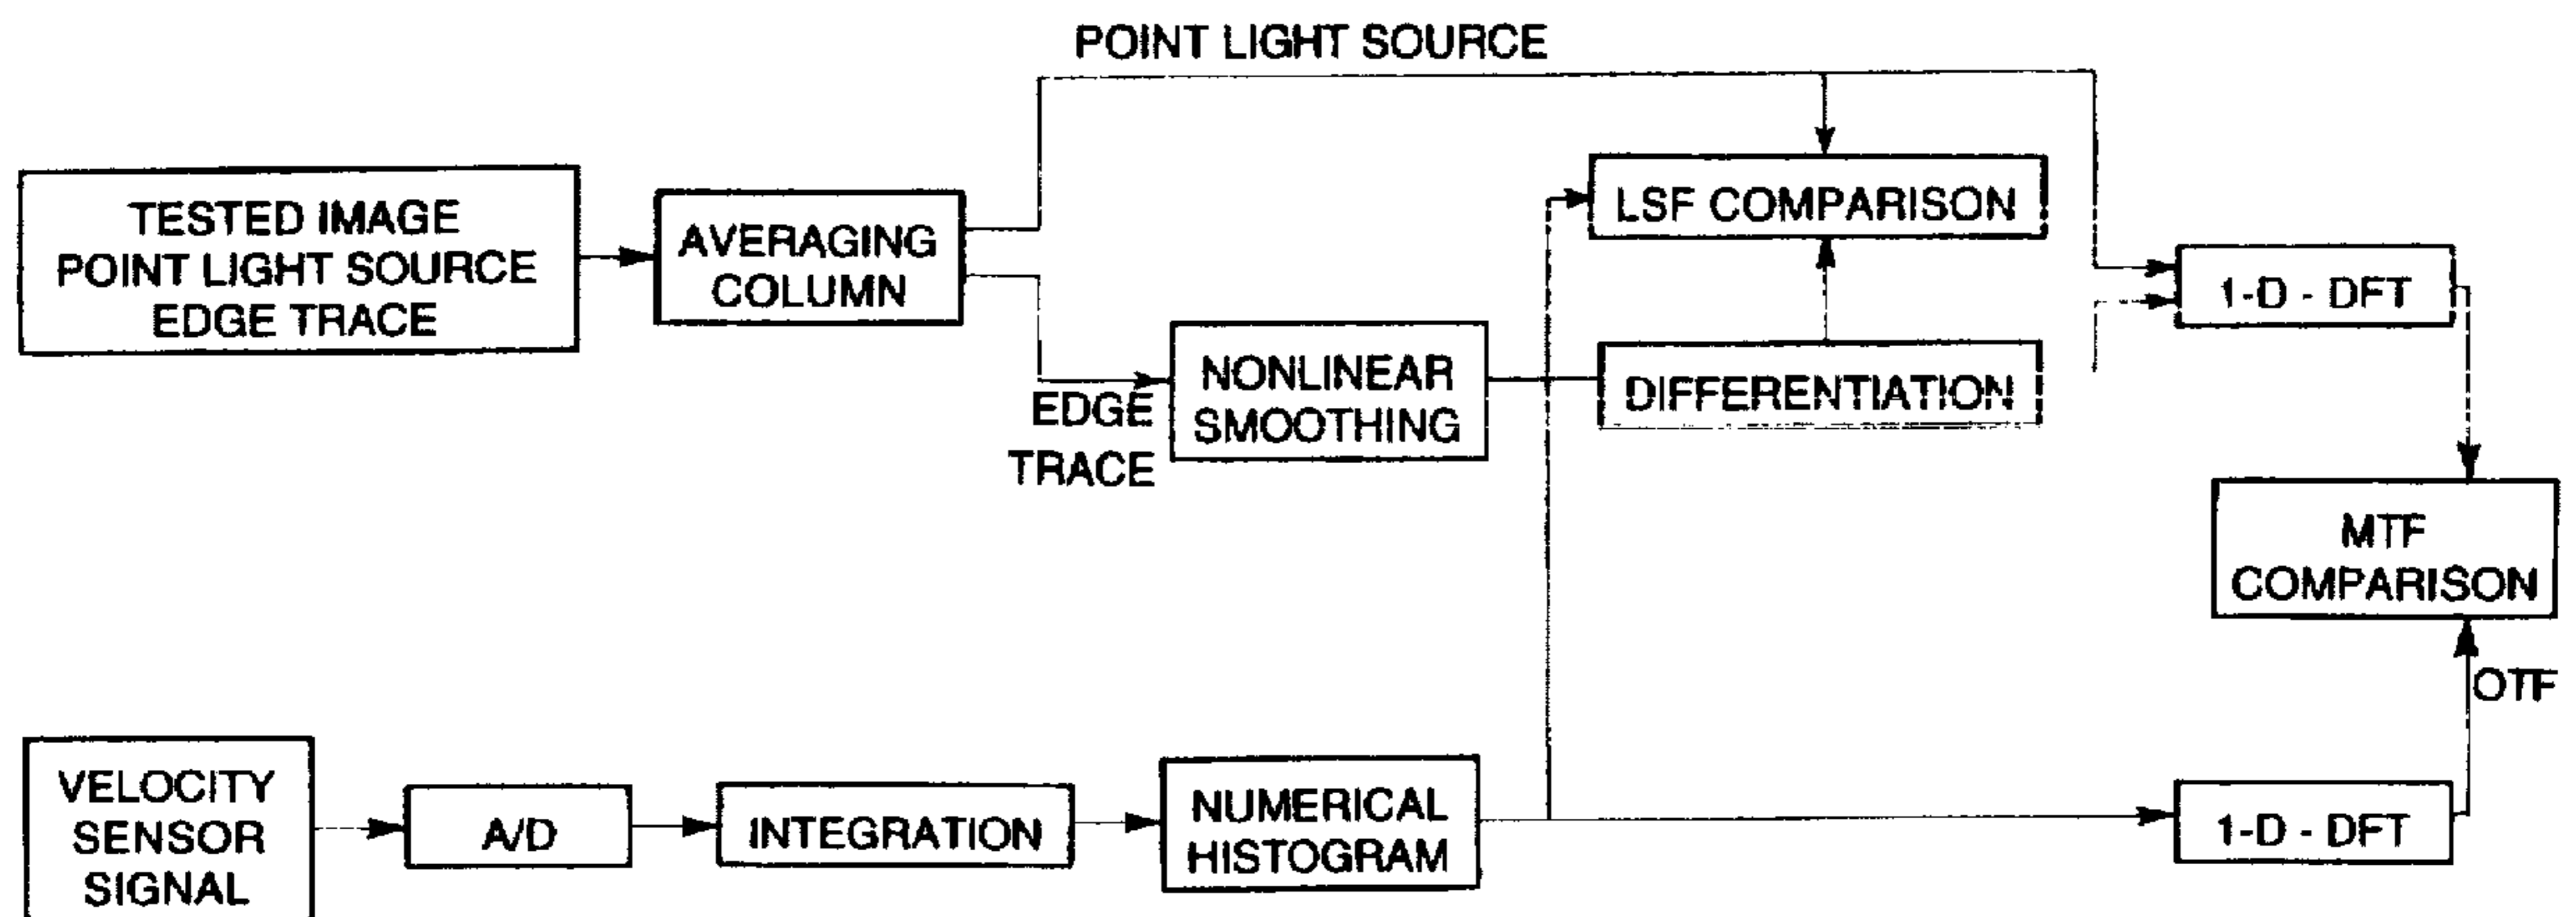 POINT LIGHT SOURCE
TESTED IMAGE
POINT LIGHT SOURCE
EDGE TRACE
AVERAGING
COLUMN
LSF COMPARISON
1-D - DFT
EDGE
TRACE
NONLINEAR
SMOOTHING
DIFFERENTIATION
MTF
COMPARISON
OTF
VELOCITY
SENSOR
SIGNAL
A/D
INTEGRATION
NUMERICAL
HISTOGRAM
1-D - DFT